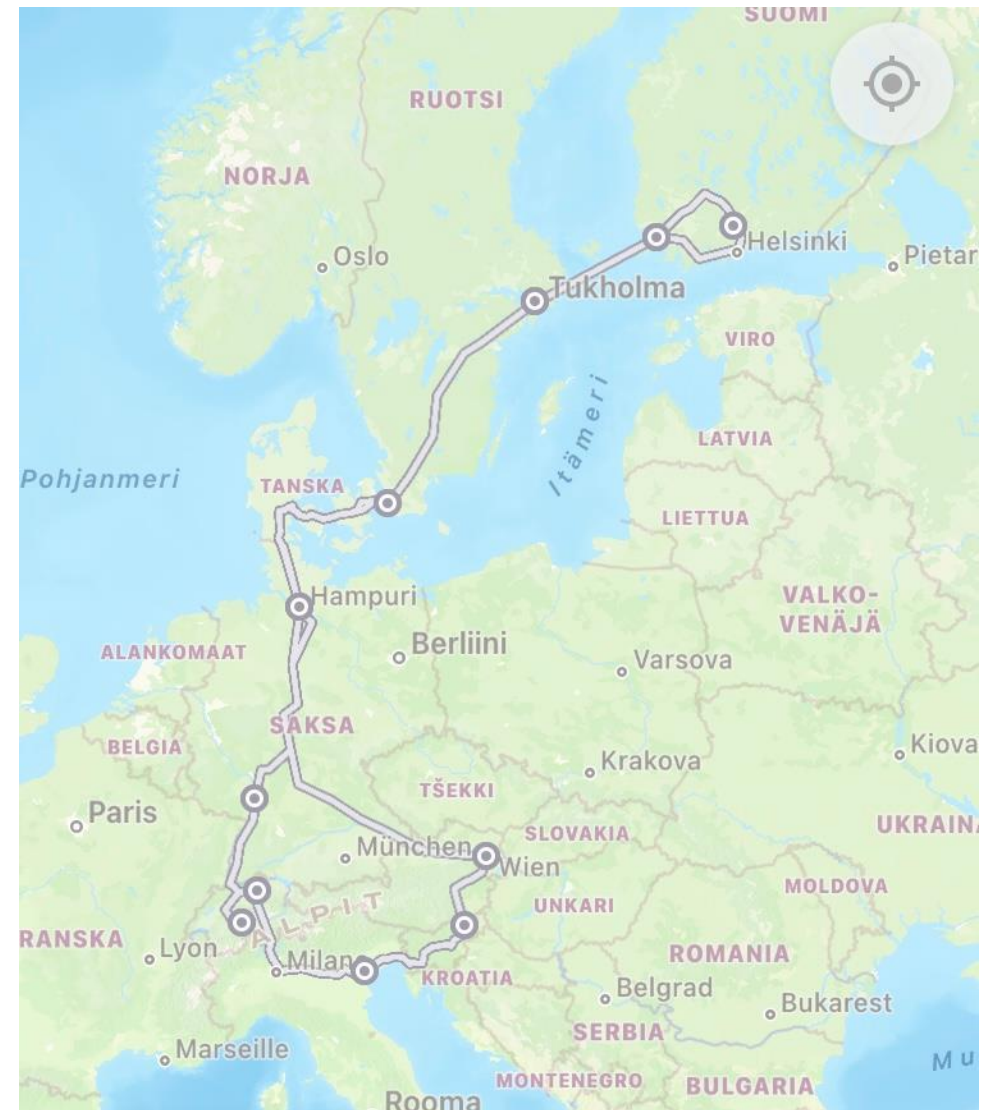 SUOMI
RUOTSI
NORJA
Oslo
Helsinki
Pietar
Tukholma
VIRO
Itämeri
LATVIA
Pohjanmeri
TANSKA
LIETTUA
Hampuri
VALKO-
VENÄJÄ
ALANKOMAAT
Berliini
Varsova
SAKSA
BELGIA
Kiova
Krakova
TŠEKKI
Paris
UKRAINA
SLOVAKIA
München
Wien
MOLDOVA
UNKARI
ALPIT
RANSKA
Lyon
ROMANIA
Milan
KROATIA
Belgrad
Bukarest
SERBIA
Marseille
Mu
MONTENEGRO
BULGARIA
Rooma